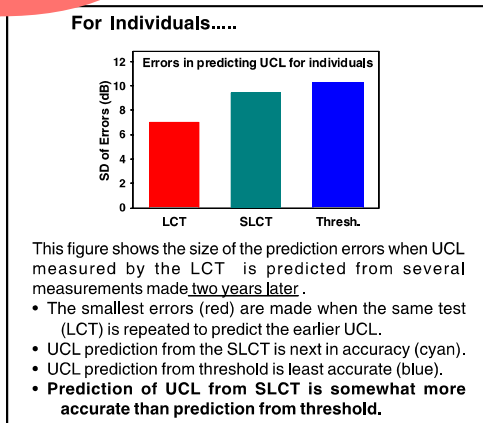 For Individuals.....
Errors in predicting UCL for individuals
SD of Errors (dB)
12
10
8
6
4
2
0
LCT SLCT Thresh.
This figure shows the size of the prediction errors when UCL
measured by the LCT is predicted from several
measurements made two years later .
• The smallest errors (red) are made when the same test
(LCT) is repeated to predict the earlier UCL.
• UCL prediction from the SLCT is next in accuracy (cyan).
• UCL prediction from threshold is least accurate (blue).
• Prediction of UCL from SLCT is somewhat more
accurate than prediction from threshold.